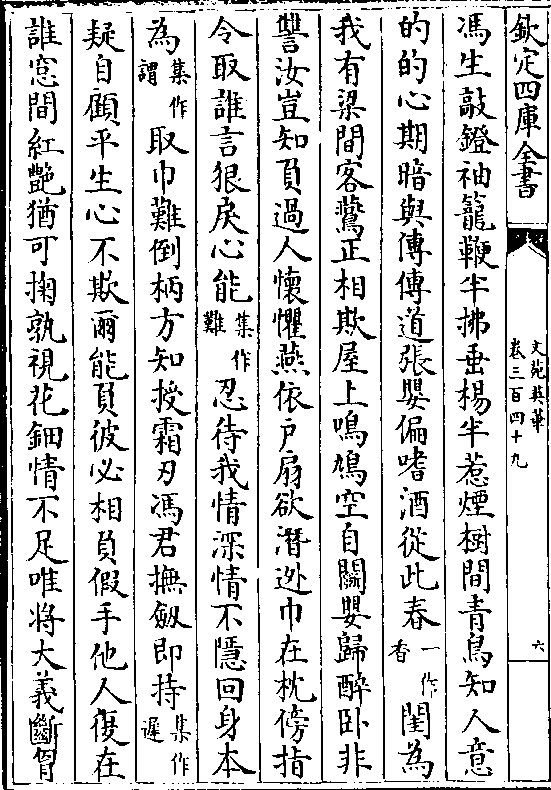 欽定四庫全書
文苑英華
卷三百四十九
六
馮生敲鐙袖籠鞭半拂垂楊半惹煙樹間青鳥知人意
的的心期暗與傳傳道張嬰偏嗜酒從此春一作香閨為
我有梁間客鷰正相欺屋上鳴鳩空自鬬嬰歸醉卧非
讐汝豈知負過人懷懼燕依户扇欲潛逃巾在枕傍指
令取誰言狠戾心能集作難忍待我情深情不隱回身本
為集作謂取巾難倒柄方知授霜刃馮君撫劒即持集作遲
疑自顧平生心不欺爾能負彼必相負假手他人復在
誰窓間紅艷猶可掬孰視花鈿情不足唯將大義斷胷